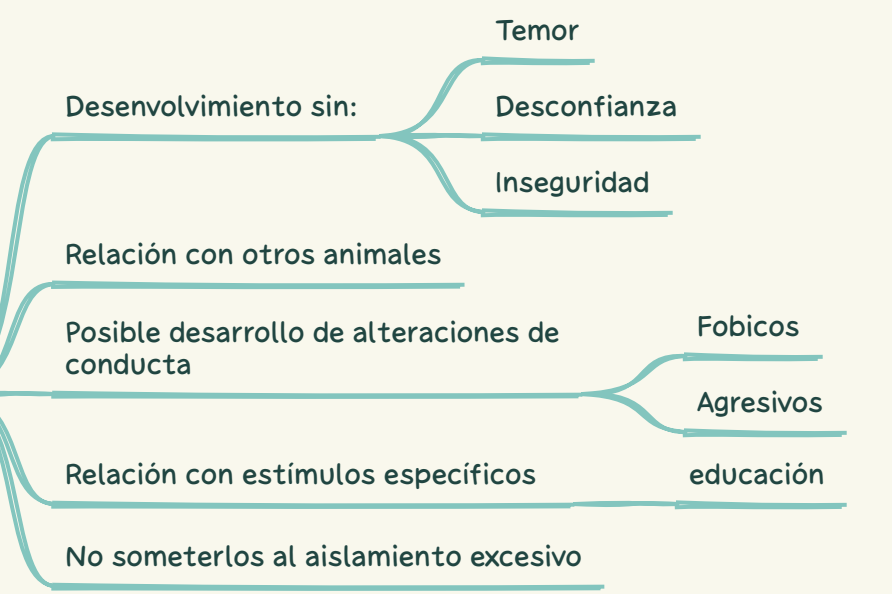 Temor
Desenvolvimiento sin:
Desconfianza
Inseguridad
Relación con otros animales
Posible desarrollo de alteraciones de
conducta
Fobicos
Agresivos
Relación con estímulos específicos
educación
No someterlos al aislamiento excesivo